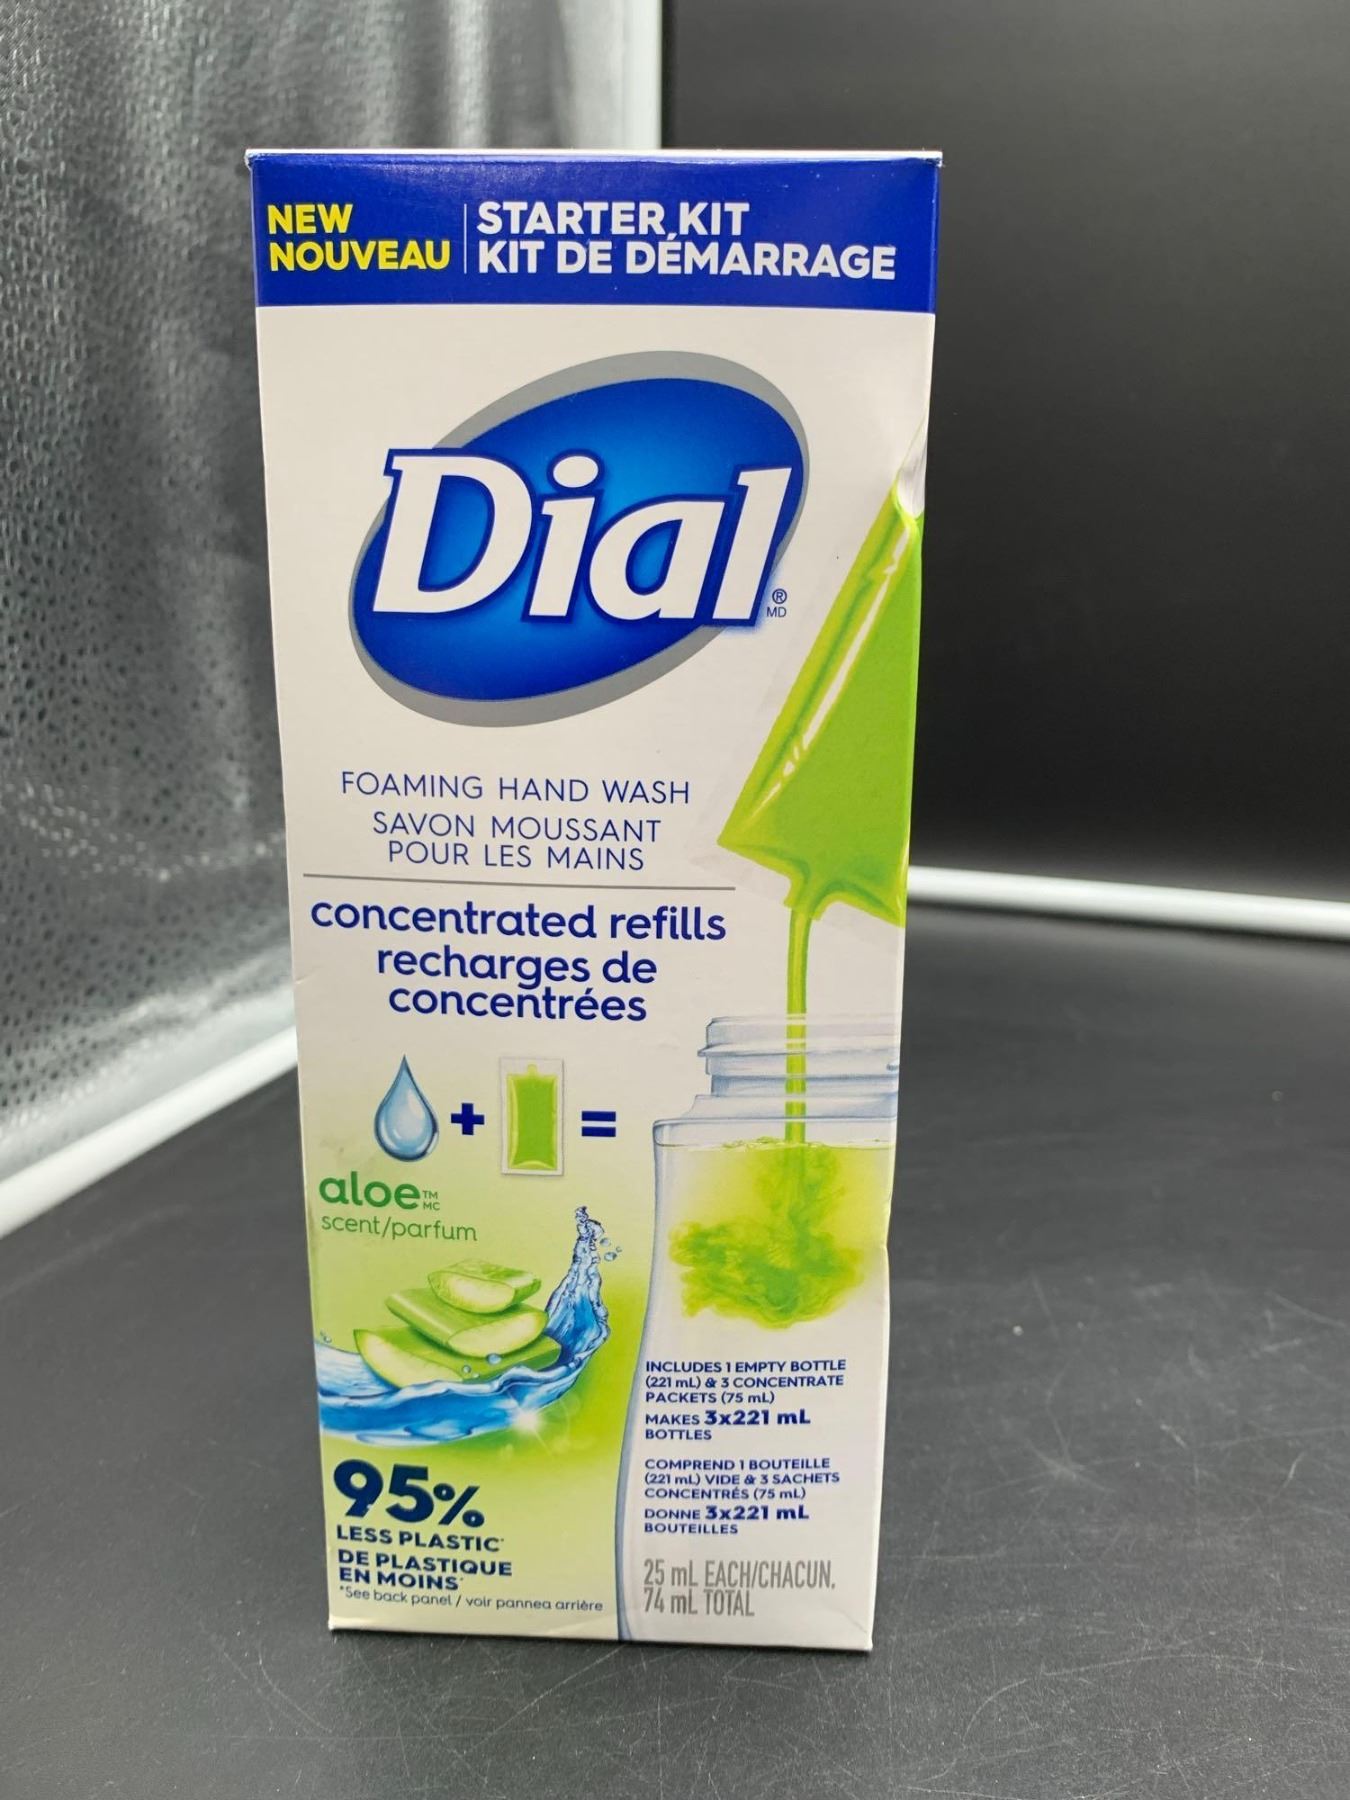 NEW
NOUVEAU
STARTER KIT
KIT DE DÉMARRAGE
Dial
®
MD
FOAMING HAND WASH
SAVON MOUSSANT
POUR LES MAINS
concentrated refills
recharges de
concentrées
+ =
aloe™
MC
scent/parfum
95%
LESS PLASTIC*
DE PLASTIQUE
EN MOINS*
*See back panel / voir pannea arrière
INCLUDES 1 EMPTY BOTTLE
(221 mL) & 3 CONCENTRATE
PACKETS (75 mL)
MAKES 3x221 mL
BOTTLES
COMPREND 1 BOUTEILLE
(221 mL) VIDE & 3 SACHETS
CONCENTRÉS (75 mL)
DONNE 3x221 mL
BOUTEILLES
25 mL EACH/CHACUN,
74 mL TOTAL